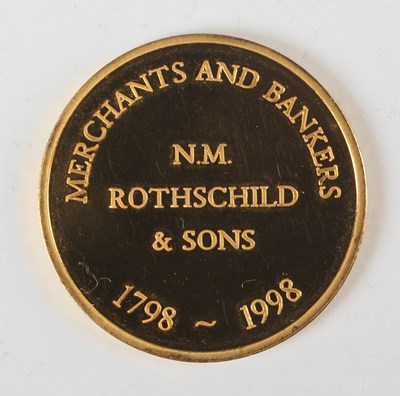 MERCHANTS AND BANKERS
N.M.
ROTHSCHILD
& SONS
1798 ~ 1998